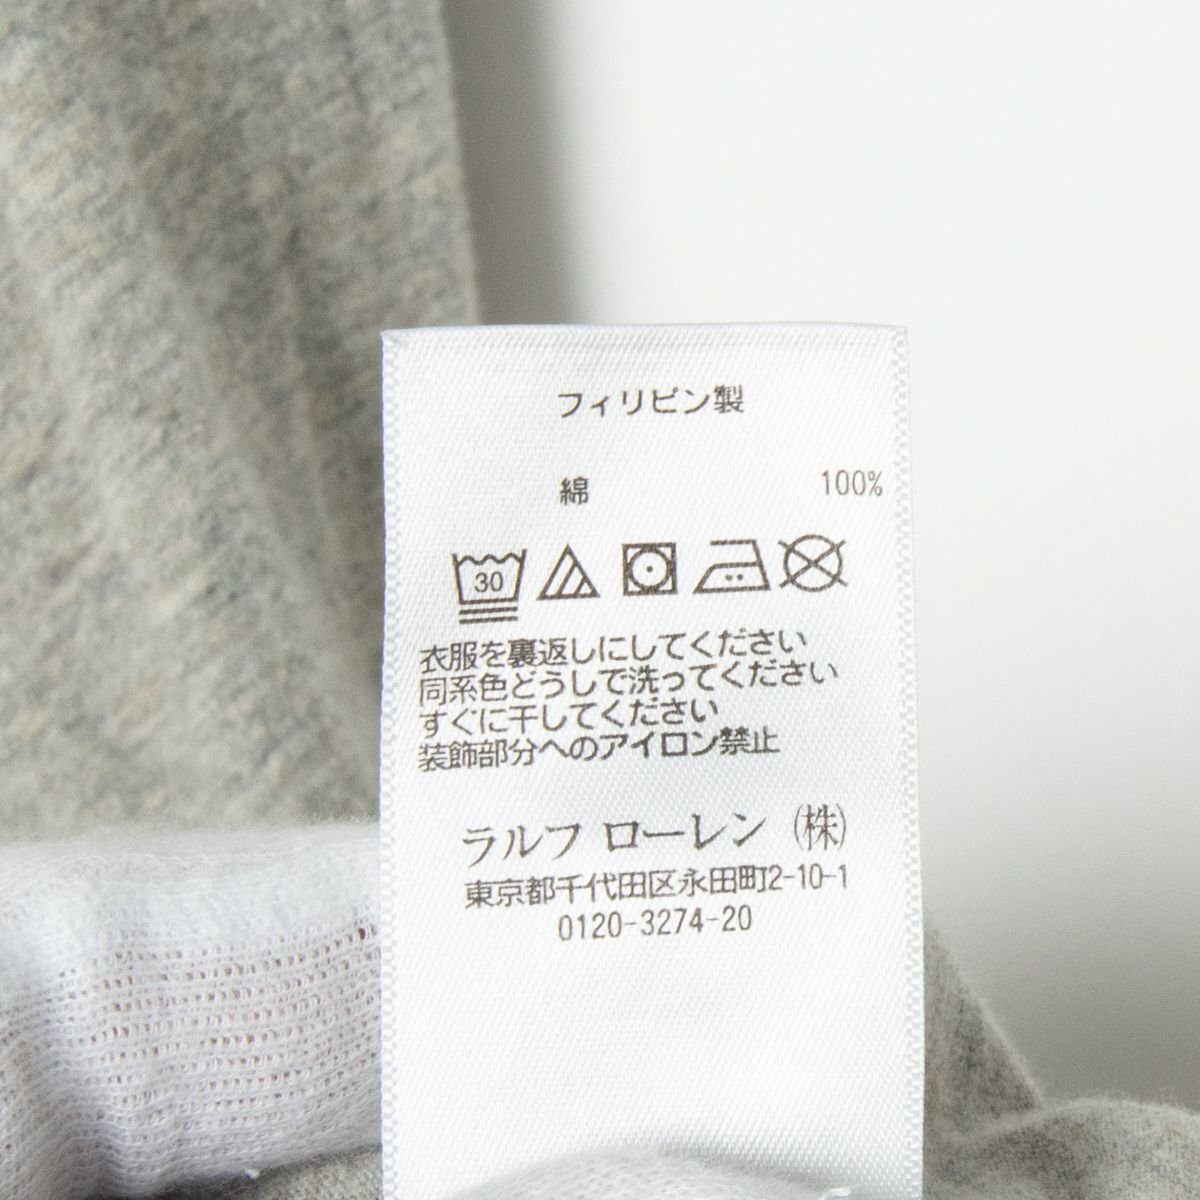 フィリピン製
綿 100%
30
衣服を裏返しにしてください
同系色どうしで洗ってください
すぐに干してください
装飾部分へのアイロン禁止
ラルフ ローレン ㈱
東京都千代田区永田町2-10-1
0120-3274-20